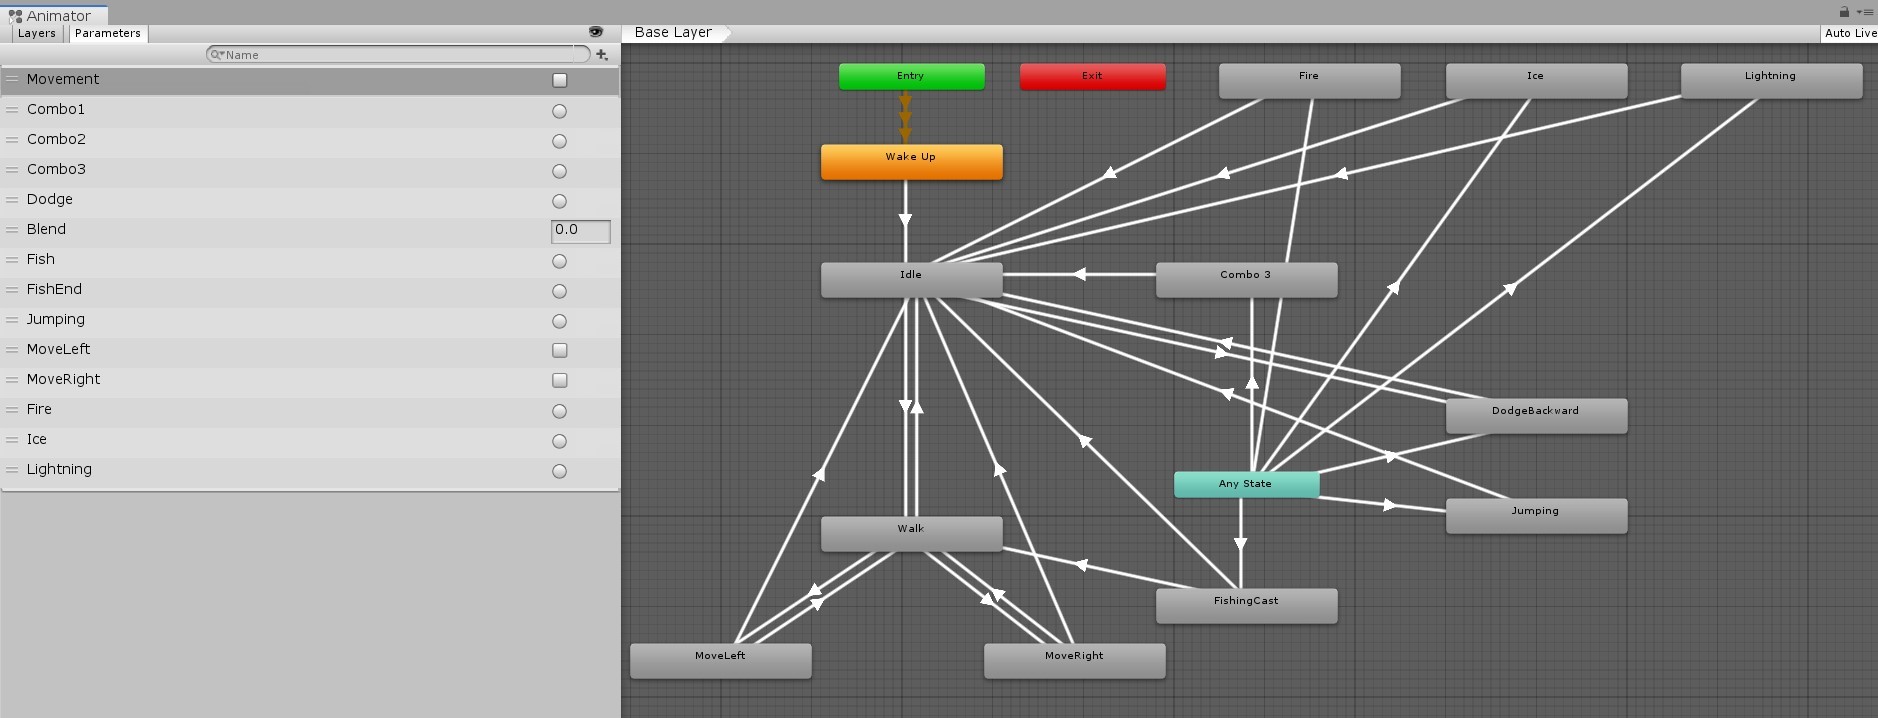 Animator
Layers
Parameters
Name
Movement
Combo1
Combo2
Combo3
Dodge
Blend
0.0
Fish
FishEnd
Jumping
MoveLeft
MoveRight
Fire
Ice
Lightning
Base Layer
Auto Live
Entry
Exit
Fire
Ice
Lightning
Wake Up
Idle
Combo 3
DodgeBackward
Any State
Jumping
Walk
FishingCast
MoveLeft
MoveRight